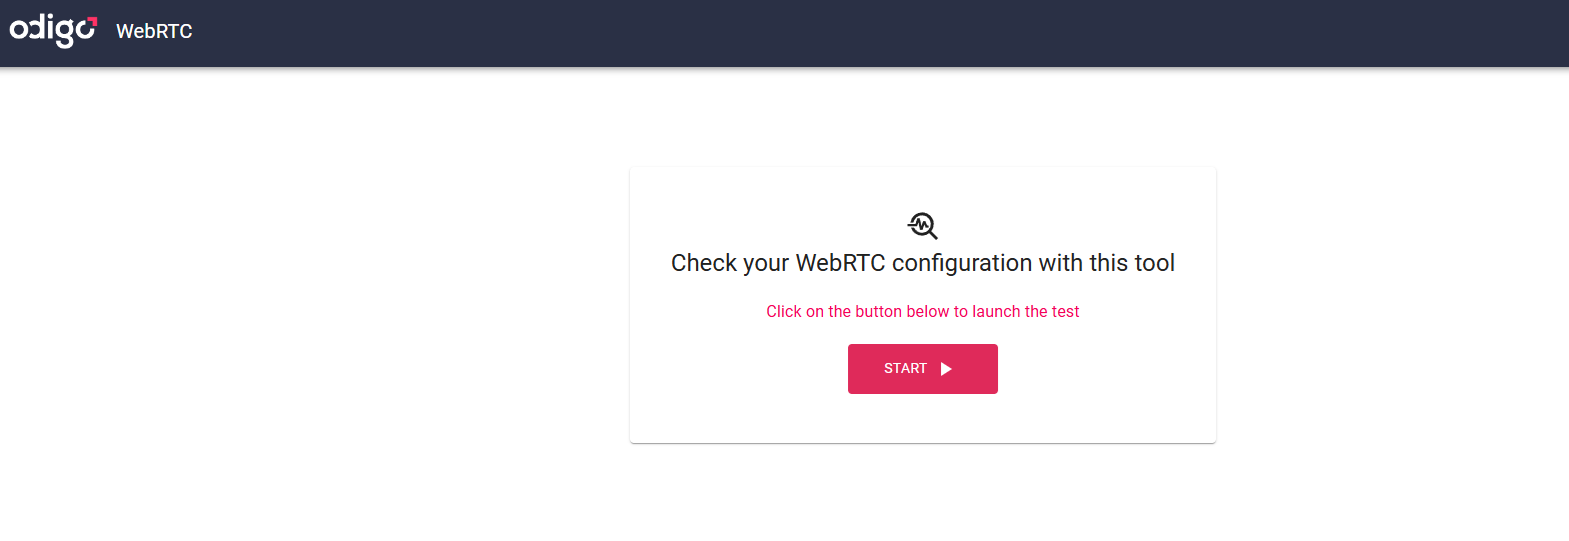 odigo WebRTC
Check your WebRTC configuration with this tool
Click on the button below to launch the test
START